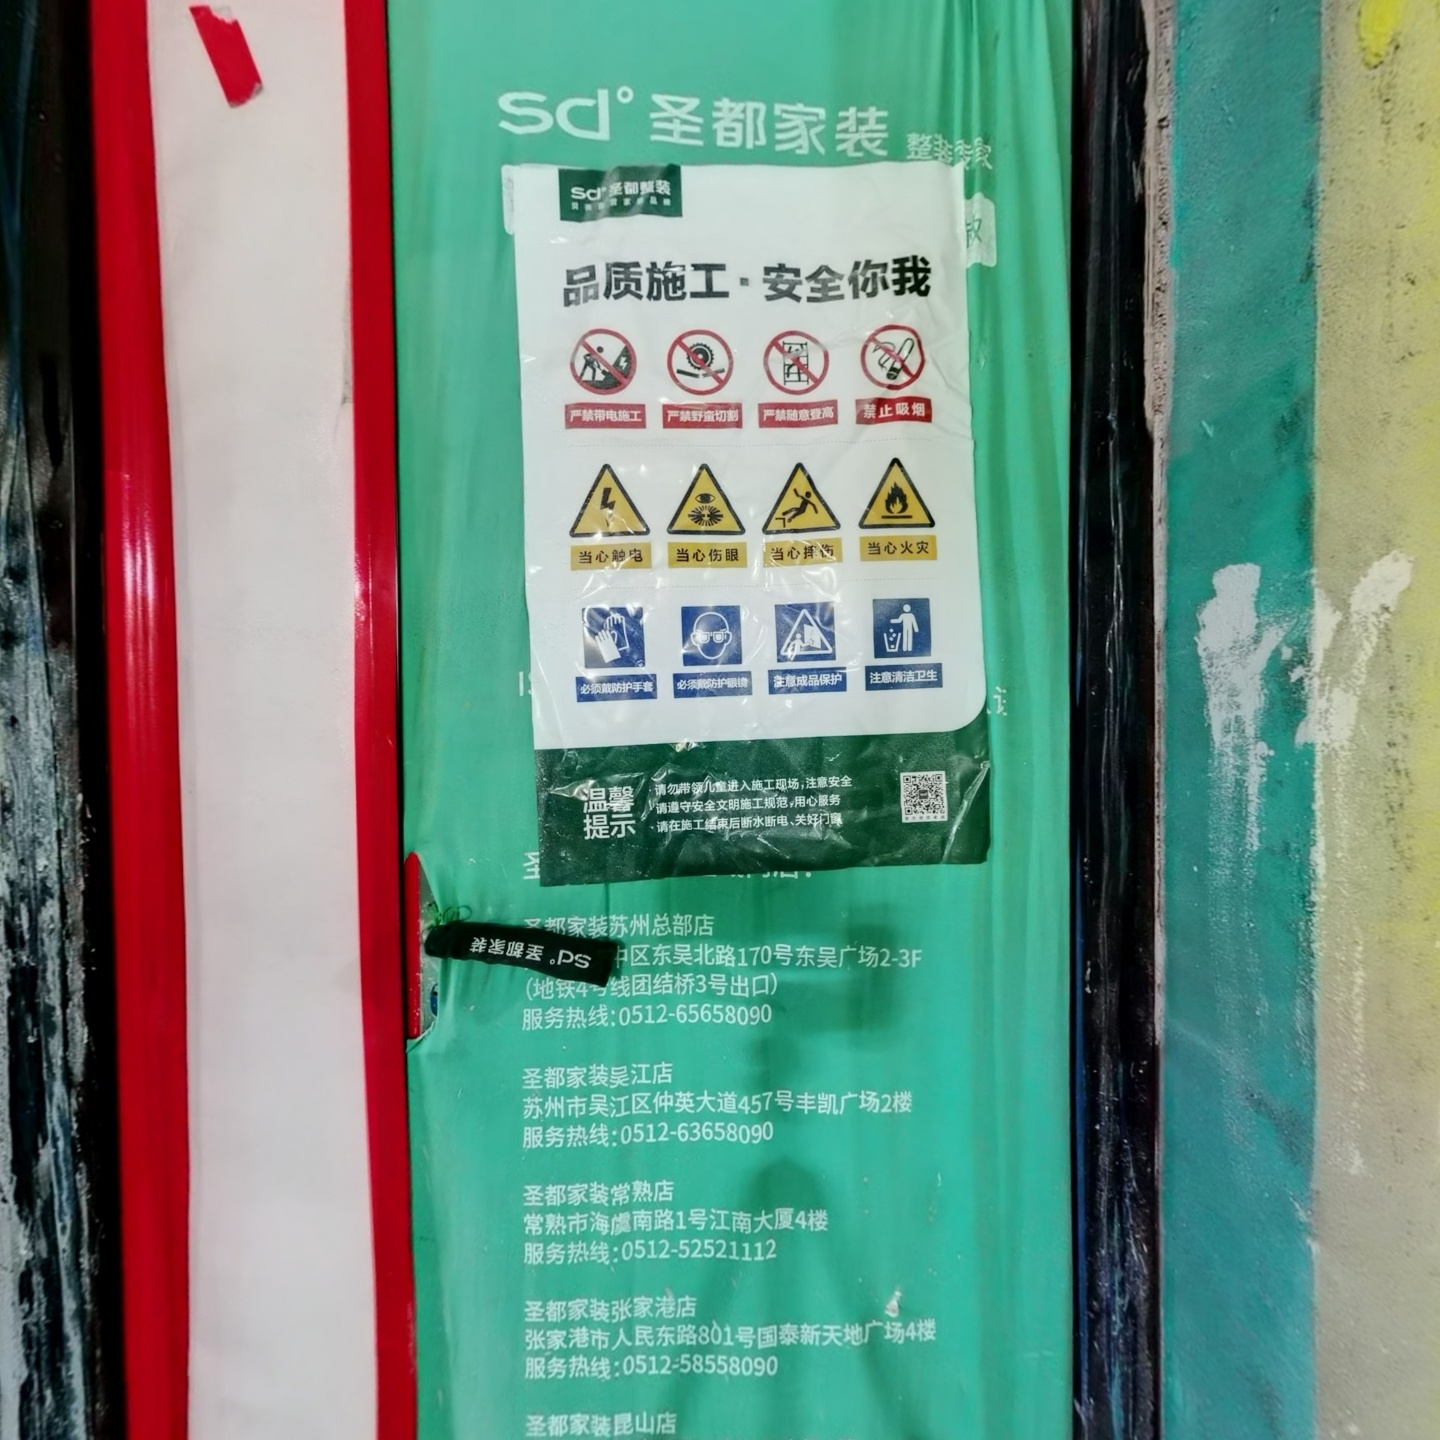 sd° 圣都家装 整装专家
sd° 圣都整装
品质施工·安全你我
严禁带电施工 严禁野蛮切割 严禁随意登高 禁止吸烟
当心触电 当心伤眼 当心摔伤 当心火灾
必须戴防护手套 必须戴防护眼镜 注意成品保护 注意清洁卫生
温馨
提示
·请勿带领儿童进入施工现场,注意安全
·请遵守安全文明施工规范,用心服务
·请在施工结束后断水断电、关好门窗
圣都家装苏州总部店
sd° 圣都家装
中区东吴北路170号东吴广场2-3F
(地铁4号线团结桥3号出口)
服务热线:0512-65658090
圣都家装吴江店
苏州市吴江区仲英大道457号丰凯广场2楼
服务热线:0512-63658090
圣都家装常熟店
常熟市海虞南路1号江南大厦4楼
服务热线:0512-52521112
圣都家装张家港店
张家港市人民东路801号国泰新天地广场4楼
服务热线:0512-58558090
圣都家装昆山店